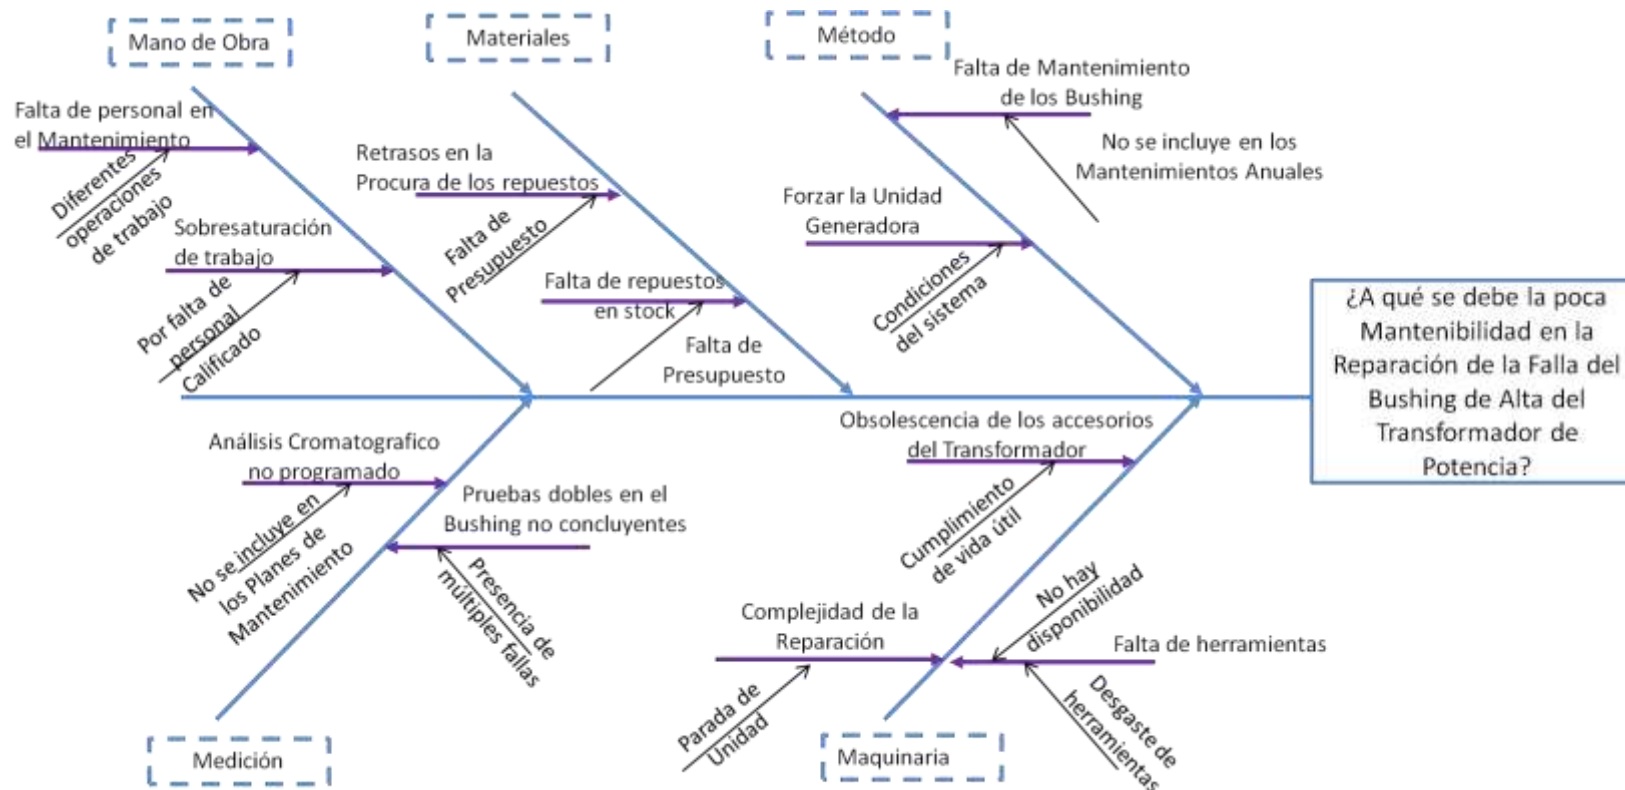 Mano de Obra
Materiales
Método
Falta de personal en
el Mantenimiento
Diferentes
operaciones
de trabajo
Sobresaturación
de trabajo
Por falta de
personal
Calificado
Retrasos en la
Procura de los repuestos
Falta de
Presupuesto
Falta de repuestos
en stock
Falta de
Presupuesto
Falta de Mantenimiento
de los Bushing
No se incluye en los
Mantenimientos Anuales
Forzar la Unidad
Generadora
Condiciones
del sistema
¿A qué se debe la poca
Mantenibilidad en la
Reparación de la Falla del
Bushing de Alta del
Transformador de
Potencia?
Análisis Cromatografico
no programado
No se incluye en
los Planes de
Mantenimiento
Pruebas dobles en el
Bushing no concluyentes
Presencia de
múltiples fallas
Obsolescencia de los accesorios
del Transformador
Cumplimiento
de vida útil
Complejidad de la
Reparación
Parada de
Unidad
No hay
disponibilidad
Falta de herramientas
Desgaste de
herramientas
Medición
Maquinaria